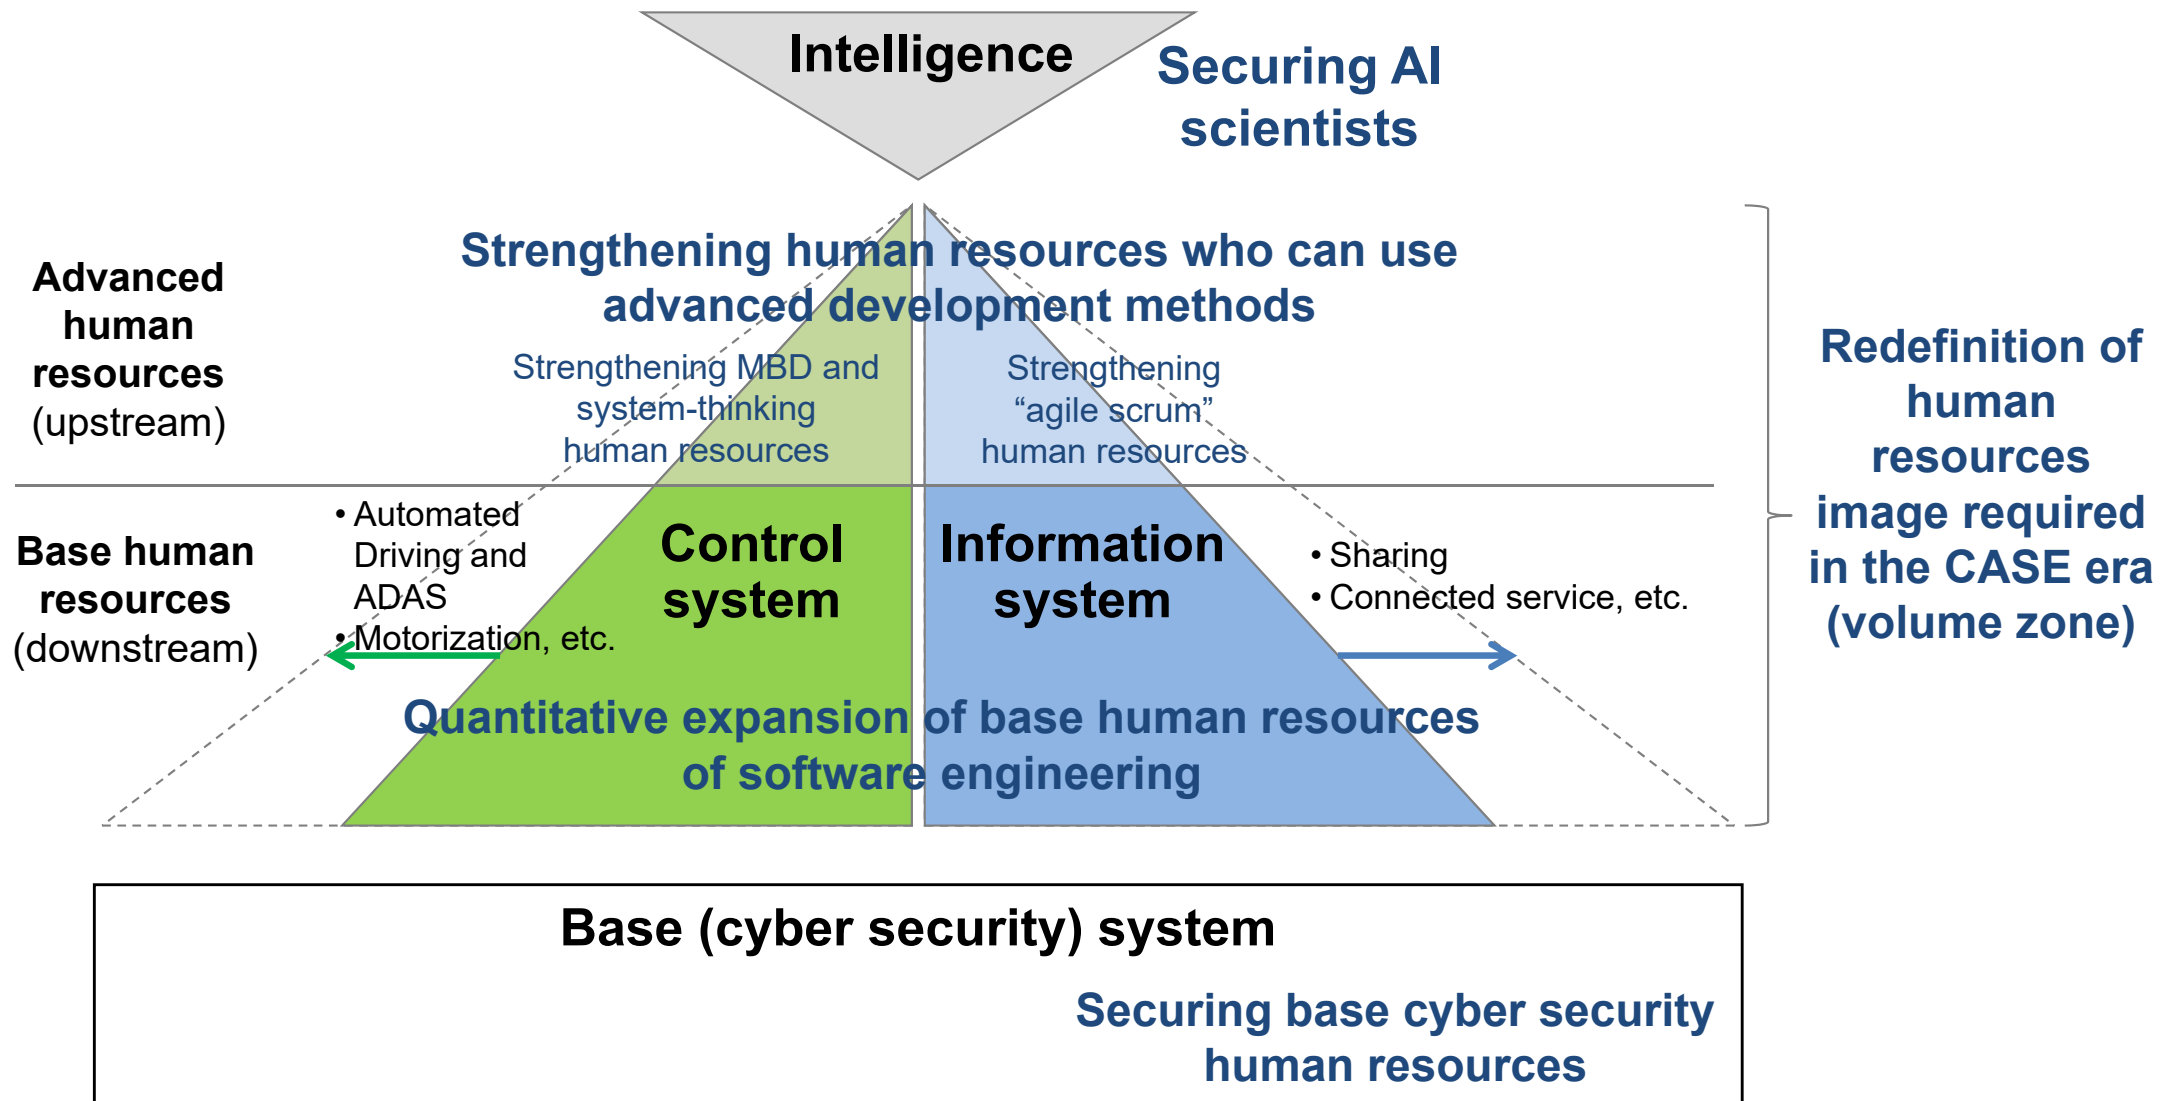 Intelligence
Securing AI
scientists
Strengthening human resources who can use
advanced development methods
Advanced
human
resources
(upstream)
Strengthening MBD and
system-thinking
human resources
Strengthening
“agile scrum”
human resources
Redefinition of
human
resources
image required
in the CASE era
(volume zone)
Base human
resources
(downstream)
• Automated
Driving and
ADAS
• Motorization, etc.
Control
system
Information
system
• Sharing
• Connected service, etc.
Quantitative expansion of base human resources
of software engineering
Base (cyber security) system
Securing base cyber security
human resources